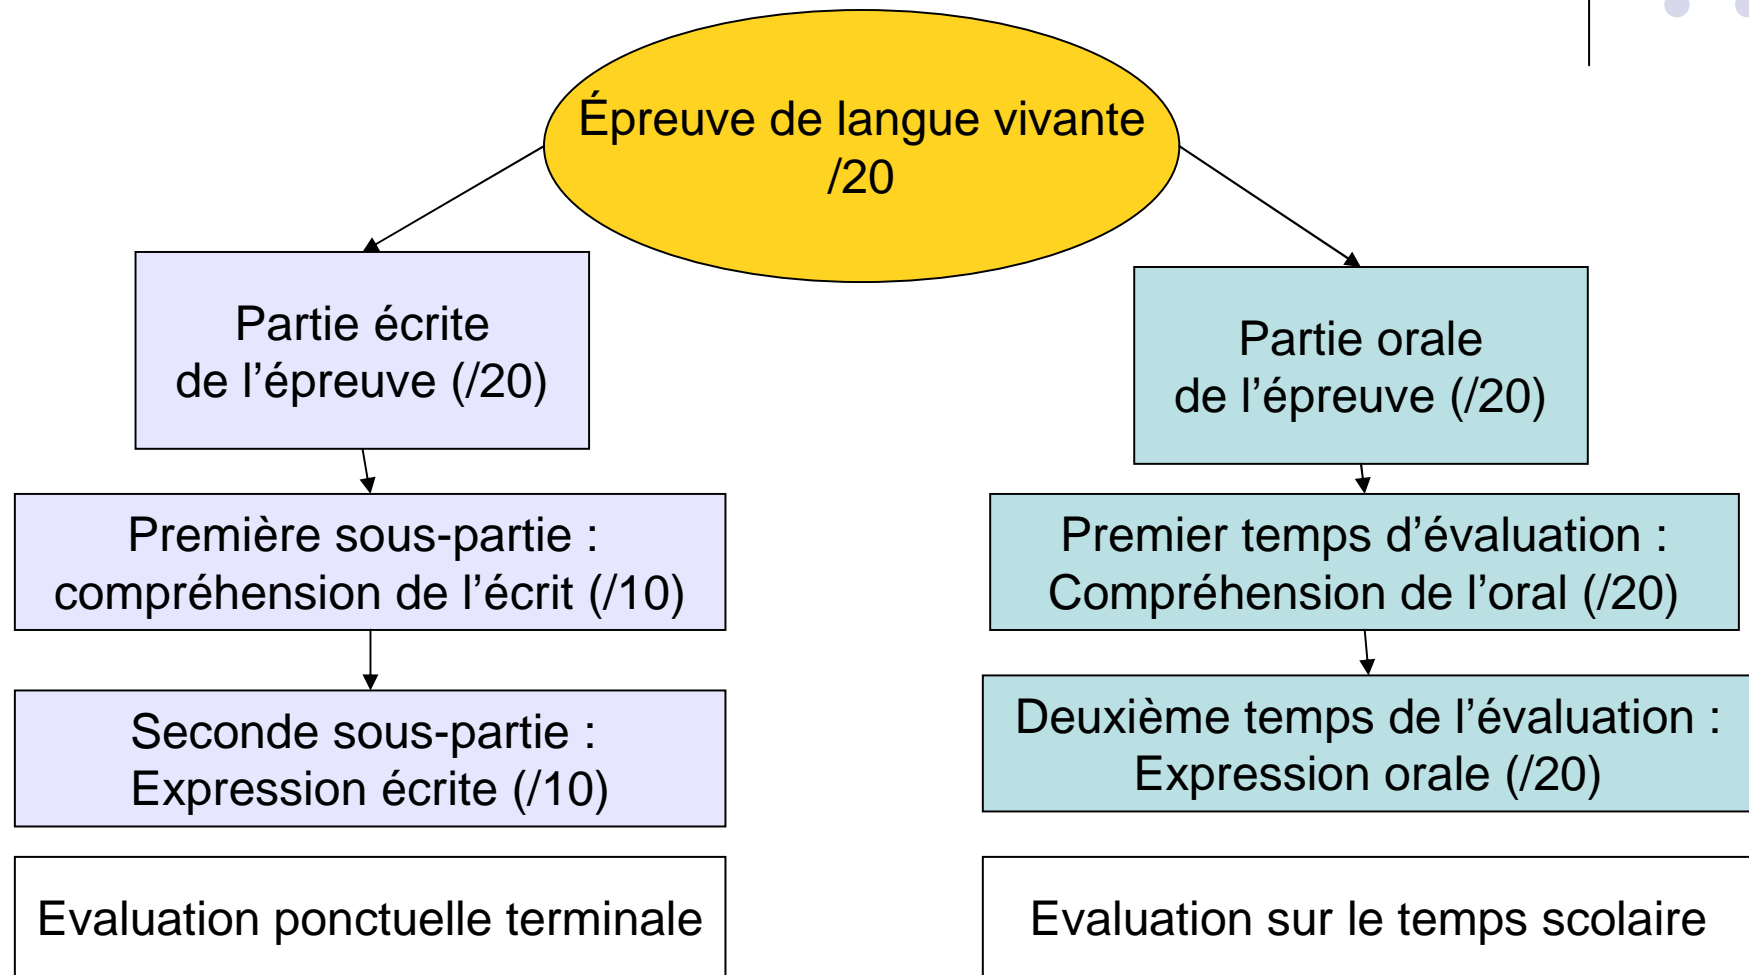 Épreuve de langue vivante
/20
Partie écrite
de l’épreuve (/20)
Première sous-partie :
compréhension de l’écrit (/10)
Seconde sous-partie :
Expression écrite (/10)
Evaluation ponctuelle terminale
Partie orale
de l’épreuve (/20)
Premier temps d’évaluation :
Compréhension de l’oral (/20)
Deuxième temps de l’évaluation :
Expression orale (/20)
Evaluation sur le temps scolaire